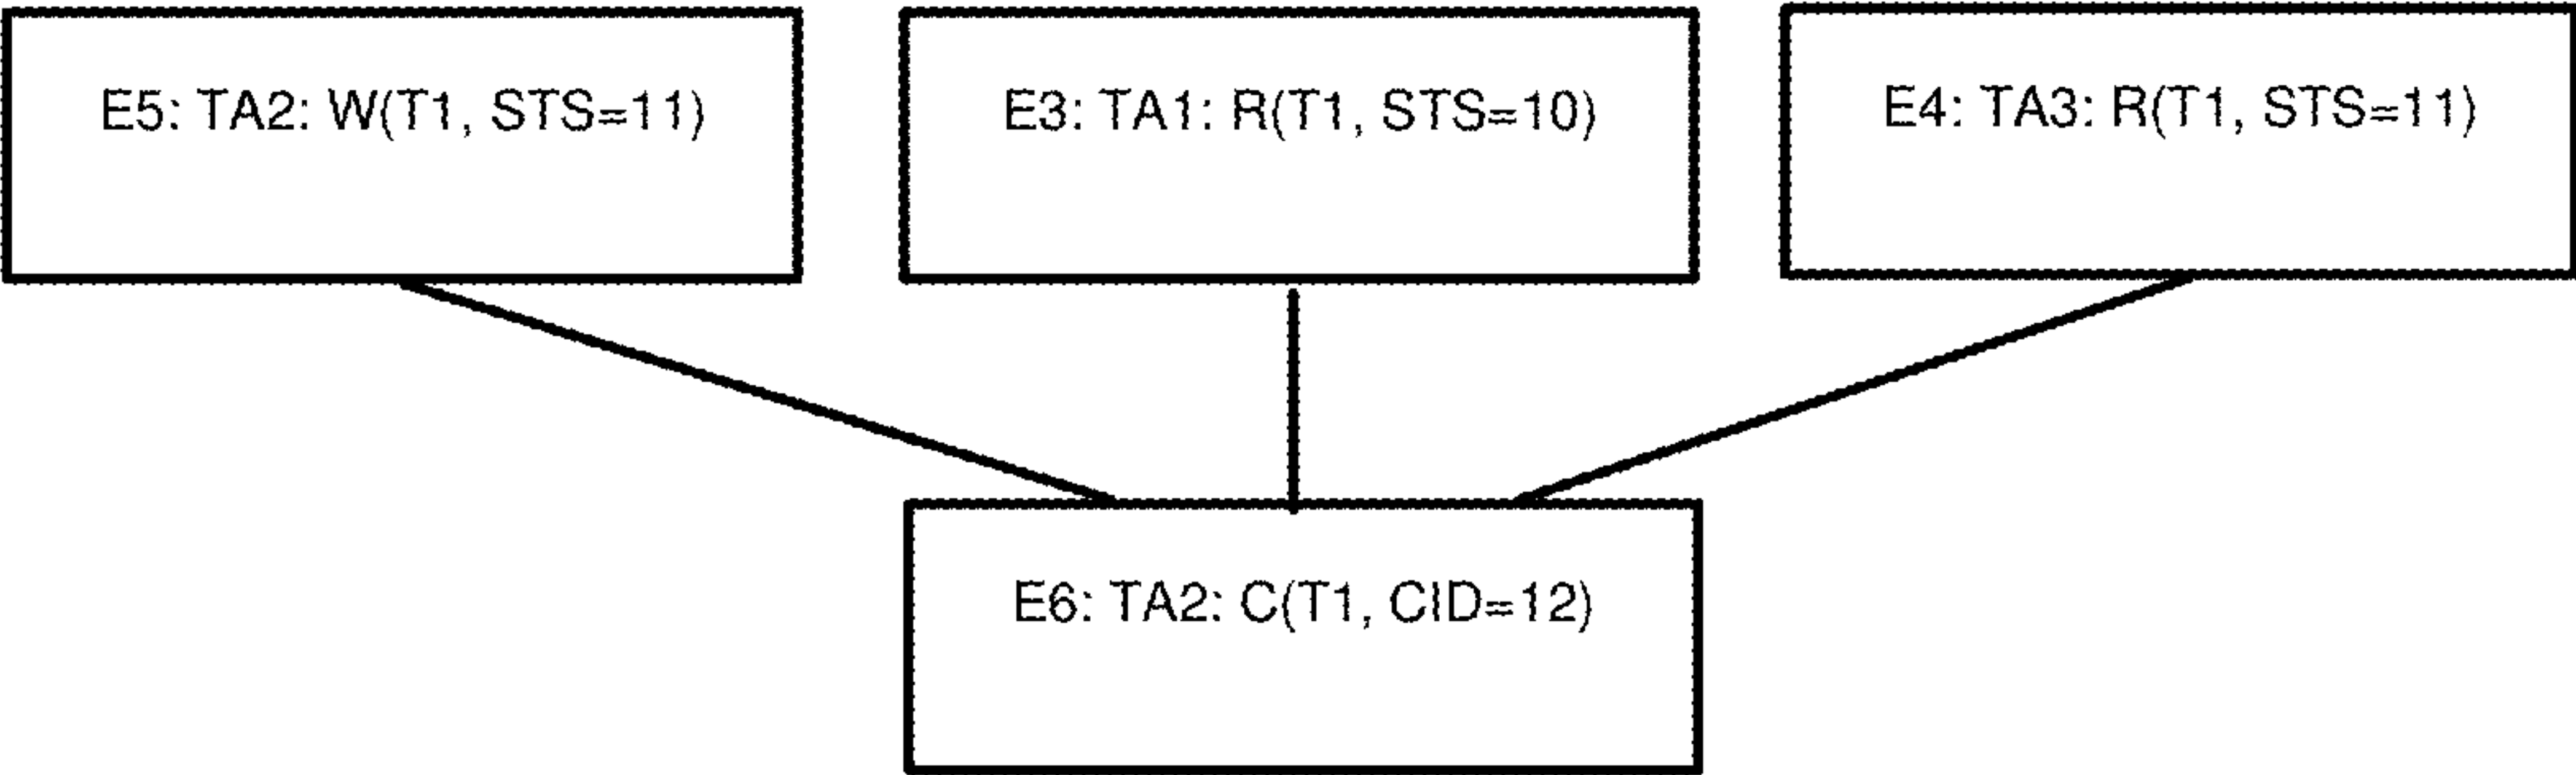 E5: TA2: W(T1, STS=11)
E3: TA1: R(T1, STS=10)
E4: TA3: R(T1, STS=11)
E6: TA2: C(T1, CID=12)